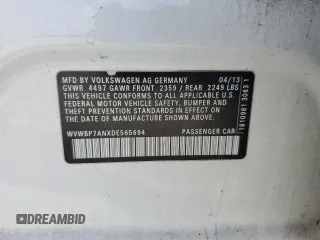 MFD BY VOLKSWAGEN AG GERMANY 04/13
GVWR 4497 GAWR FRONT 2359 / REAR 2249 LBS
THIS VEHICLE CONFORMS TO ALL APPLICABLE
FEDERAL MOTOR VEHICLE SAFETY, BUMPER AND
THEFT PREVENTION STANDARDS IN EFFECT ON
THE DATE OF MANUFACTURE SHOWN ABOVE.
WVWBP7ANXDE565694 PASSENGER CAR
DREAMBID